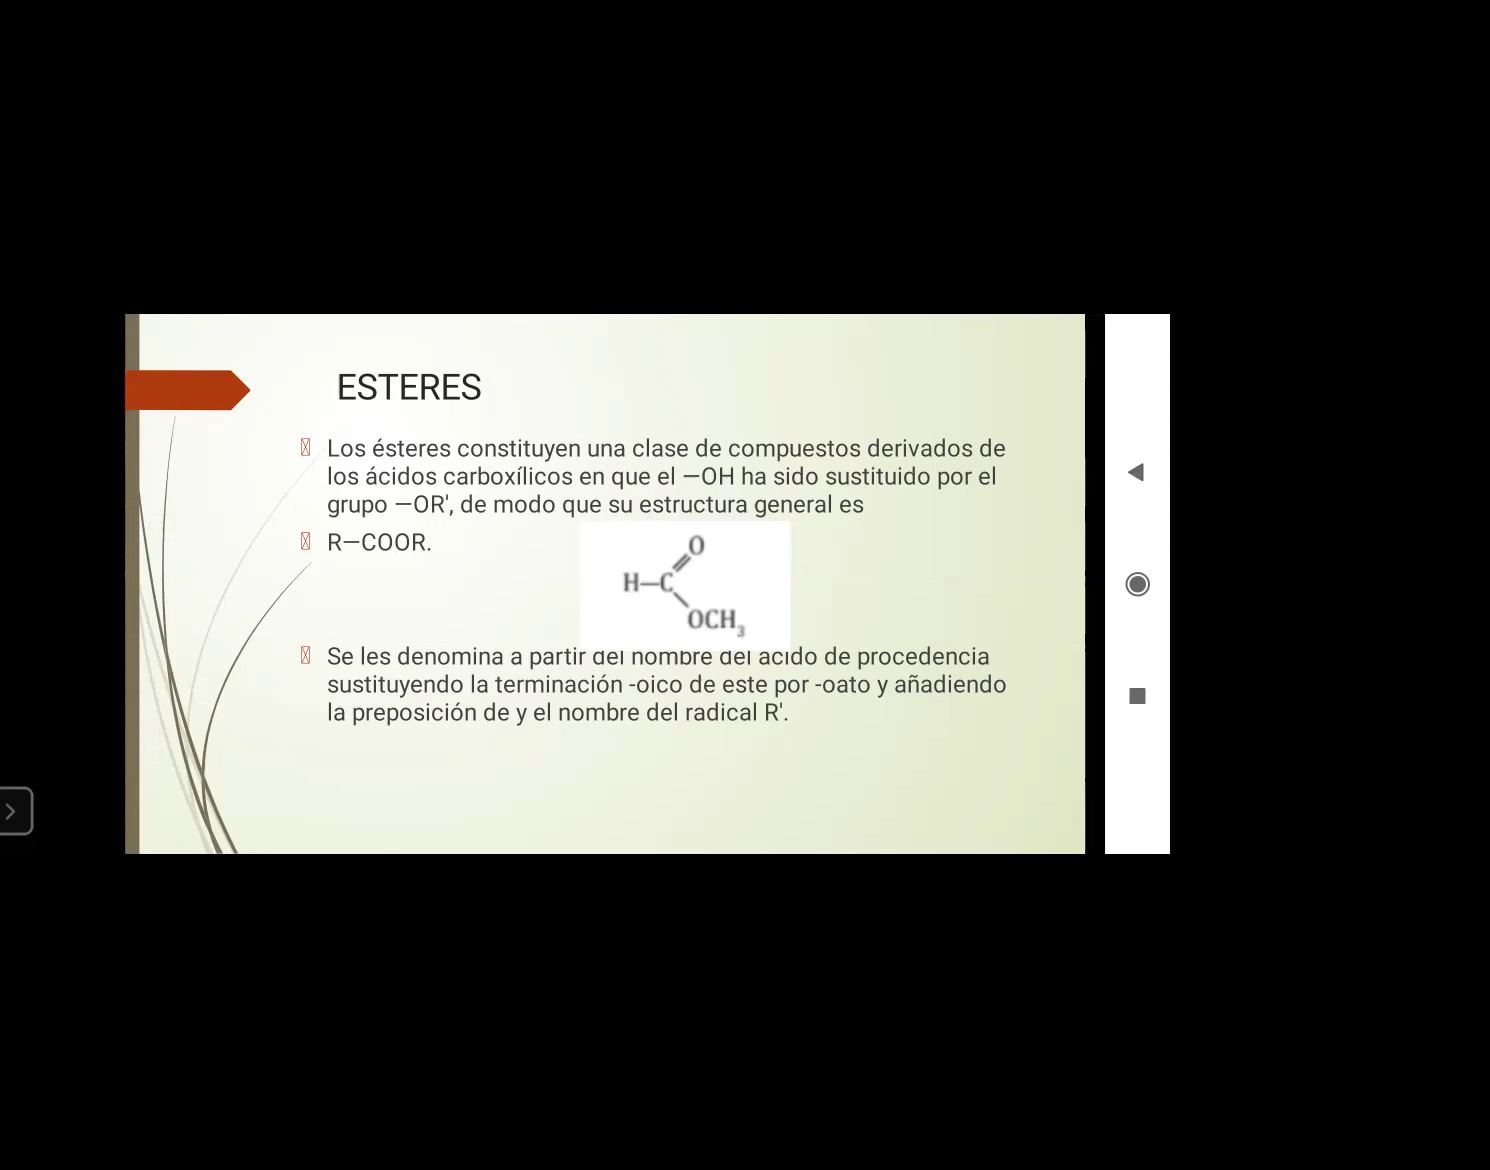 ESTERES
Los ésteres constituyen una clase de compuestos derivados de
los ácidos carboxílicos en que el —OH ha sido sustituido por el
grupo —OR', de modo que su estructura general es
R—COOR.
O
H—C
OCH3
Se les denomina a partir del nombre del ácido de procedencia
sustituyendo la terminación -oico de este por -oato y añadiendo
la preposición de y el nombre del radical R'.